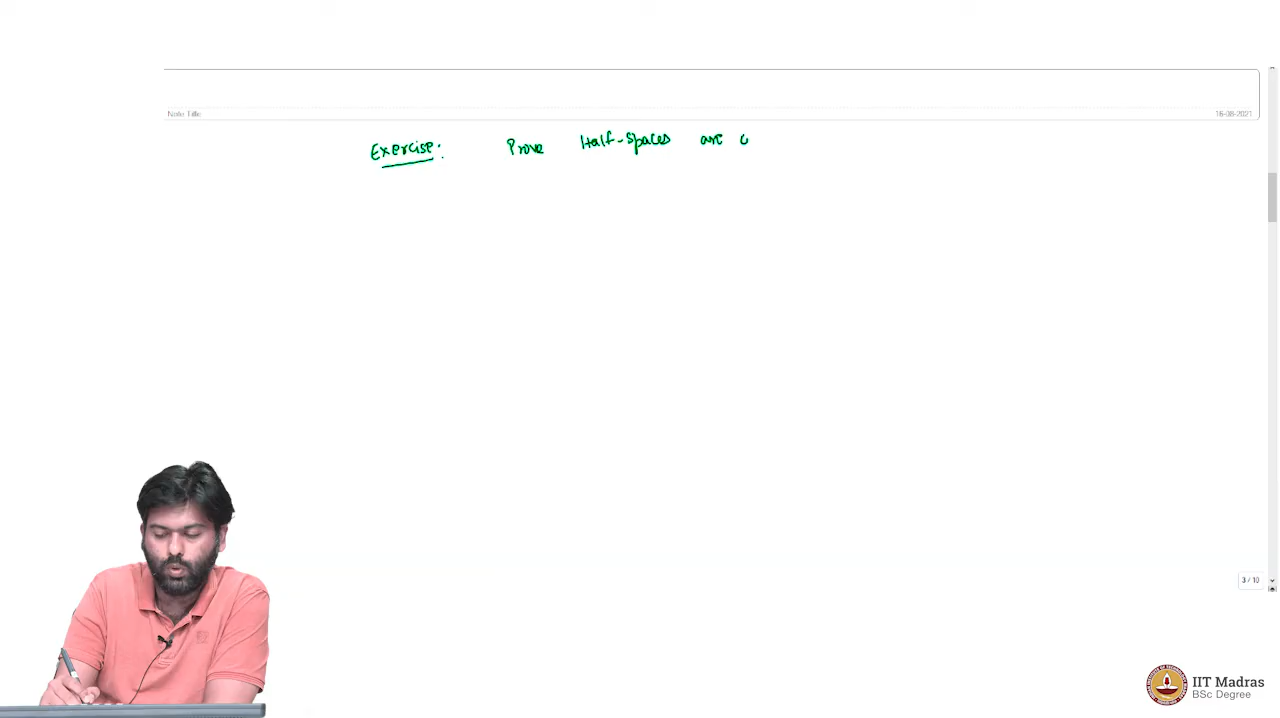 Note Title
16-08-2021
Exercise: Prove Half-Spaces are c
3 / 10
IIT Madras
BSc Degree